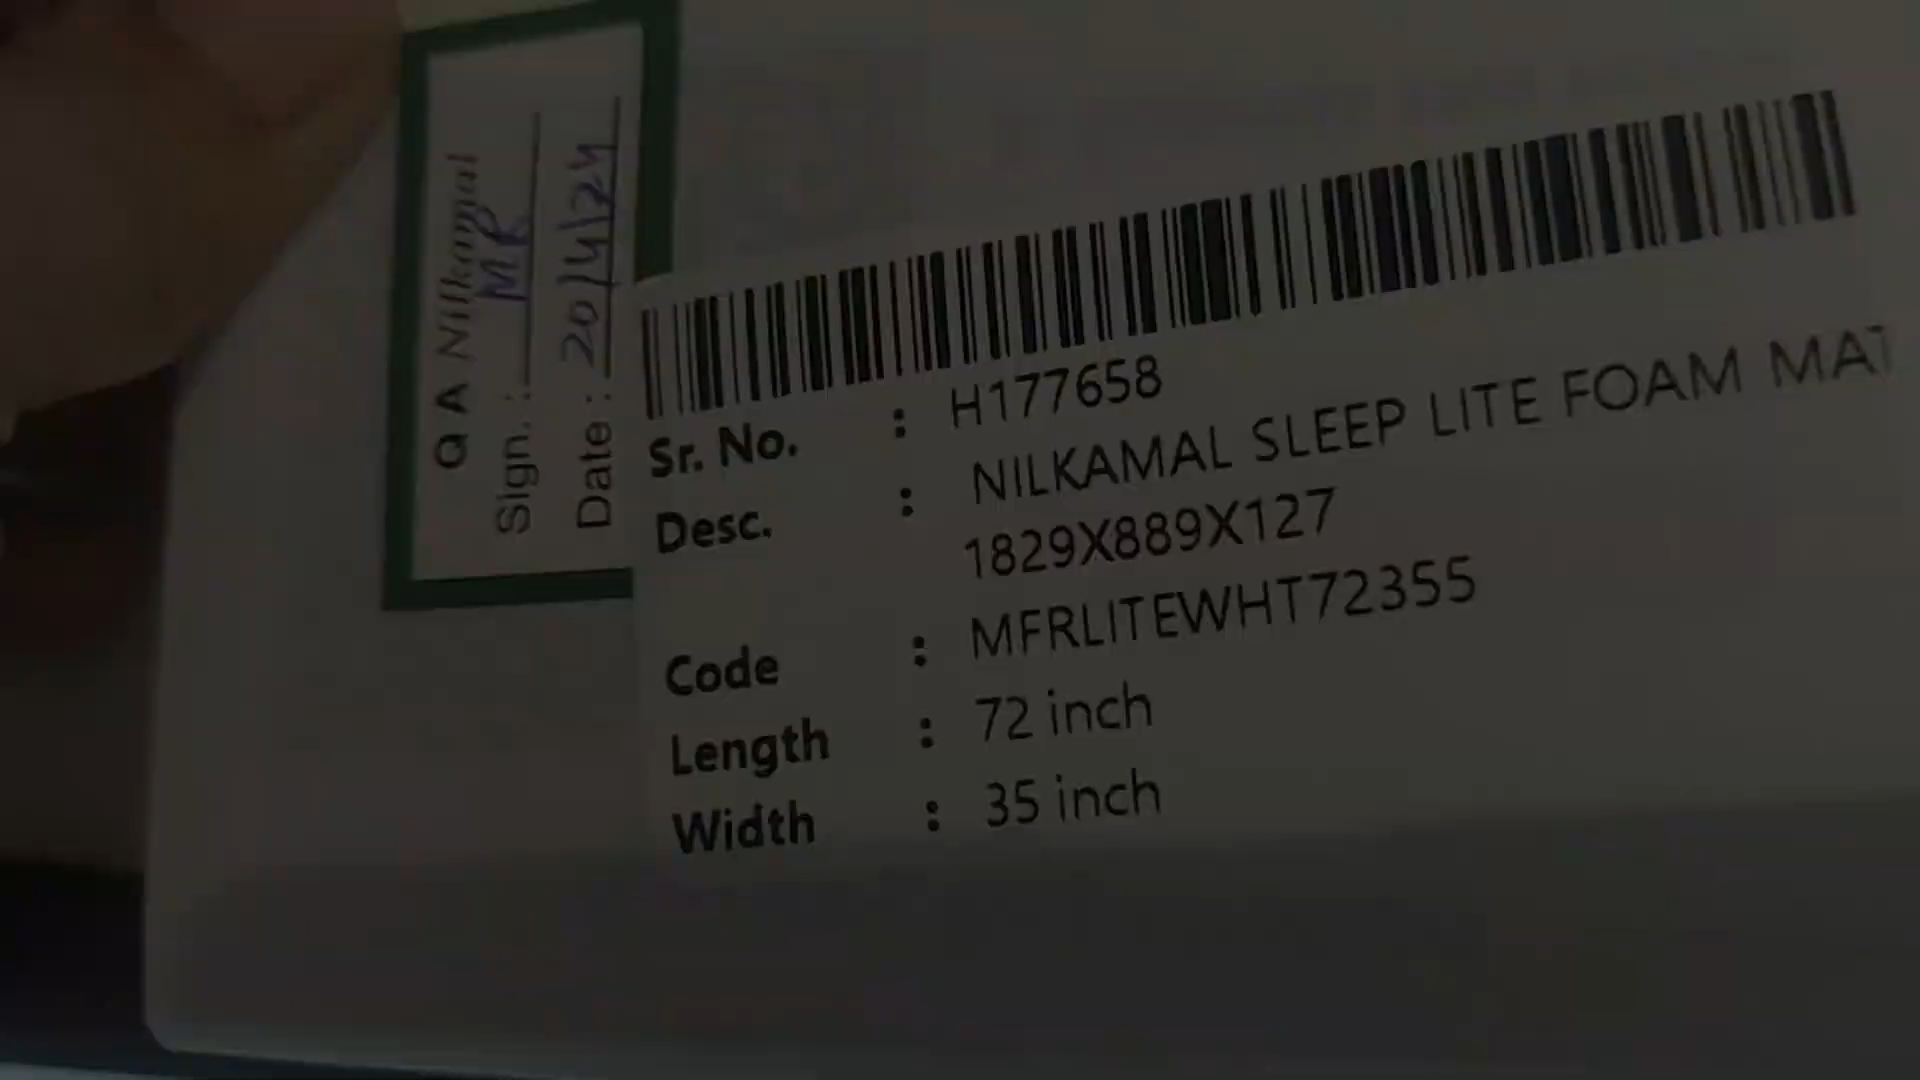 Q A Nilkamal
Sign. : MR
Date : 20/4/24
Sr. No. : H177658
Desc. : NILKAMAL SLEEP LITE FOAM MAT
1829X889X127
Code : MFRLITEWHT72355
Length : 72 inch
Width : 35 inch